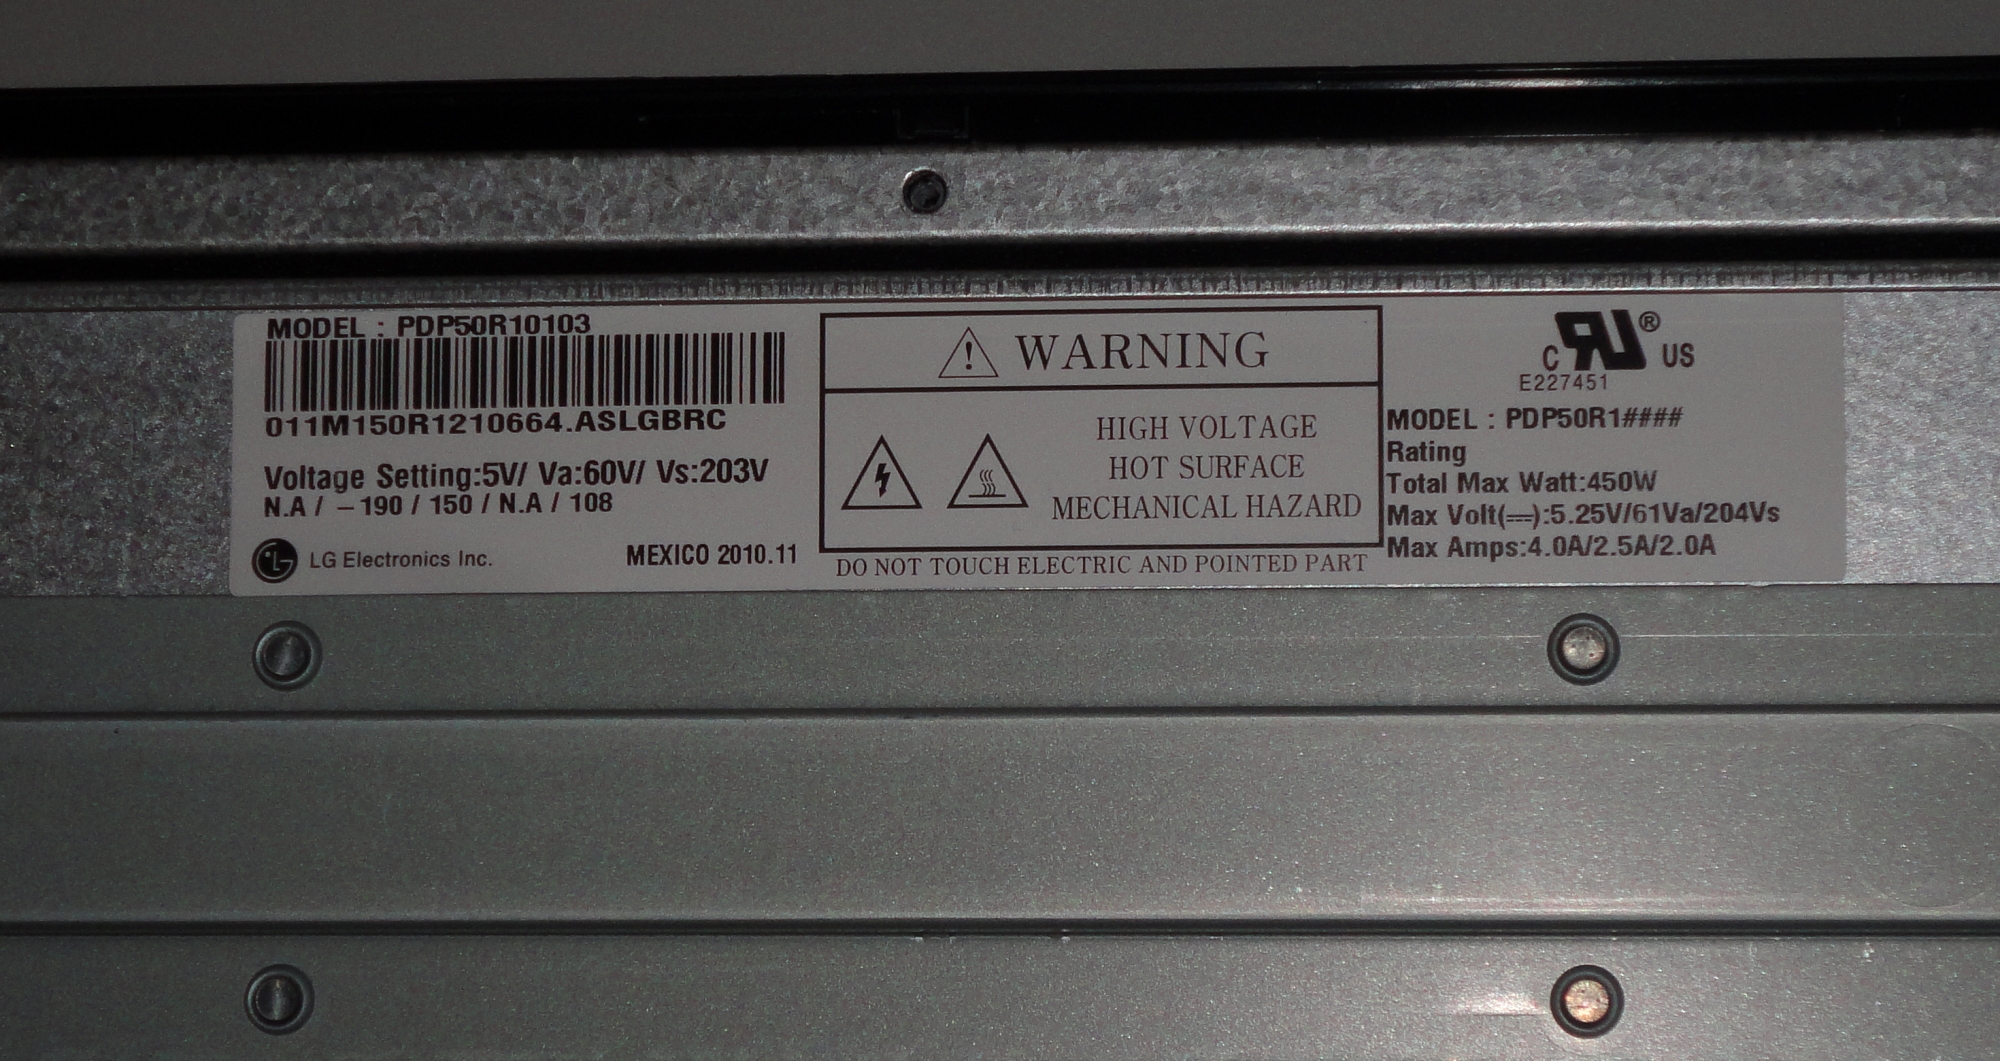 MODEL : PDP50R10103
011M150R1210664.ASLGBRC
Voltage Setting:5V/ Va:60V/ Vs:203V
N.A / -190 / 150 / N.A / 108
LG Electronics Inc.
MEXICO 2010.11
WARNING
HIGH VOLTAGE
HOT SURFACE
MECHANICAL HAZARD
DO NOT TOUCH ELECTRIC AND POINTED PART
C RU ® US
E227451
MODEL : PDP50R1####
Rating
Total Max Watt:450W
Max Volt(⎓):5.25V/61Va/204Vs
Max Amps:4.0A/2.5A/2.0A